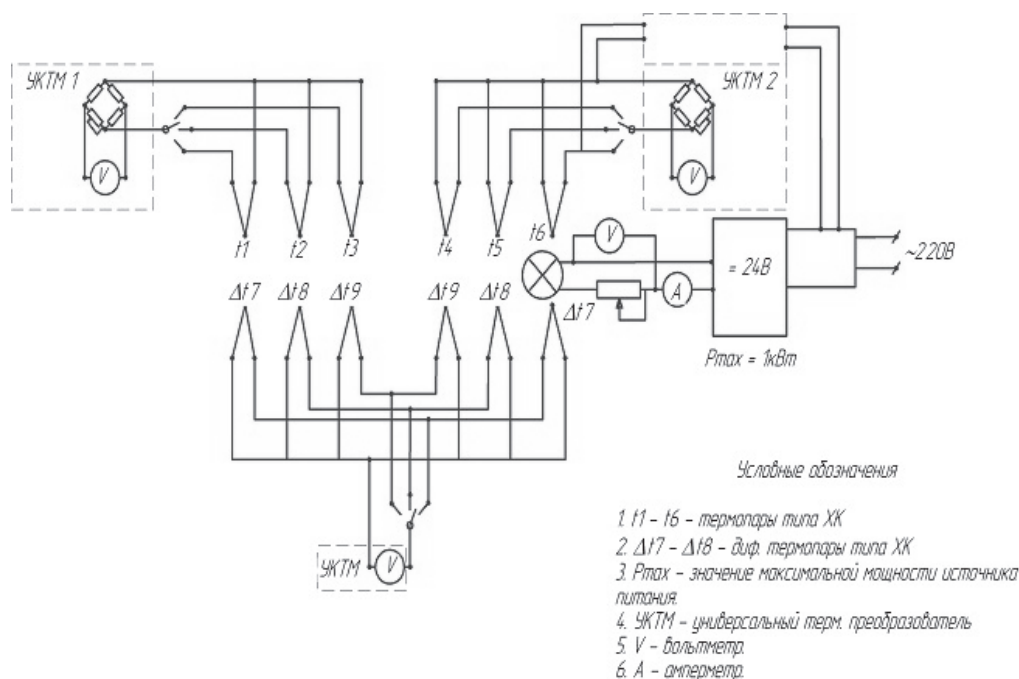 УКТМ 1
УКТМ 2
V
V
t1 t2 t3 t4 t5 t6
V
~220В
= 24В
A
Δt7 Δt8 Δt9 Δt9 Δt8 Δt7
Pmax = 1кВт
УКТМ V
Условные обозначения
1. t1 - t6 - термопары типа ХК
2. Δt7 - Δt8 - диф. термопары типа ХК
3. Pmax - значение максимальной мощности источника
питания.
4. УКТМ - универсальный терм. преобразователь
5. V - вольтметр.
6. А - амперметр.